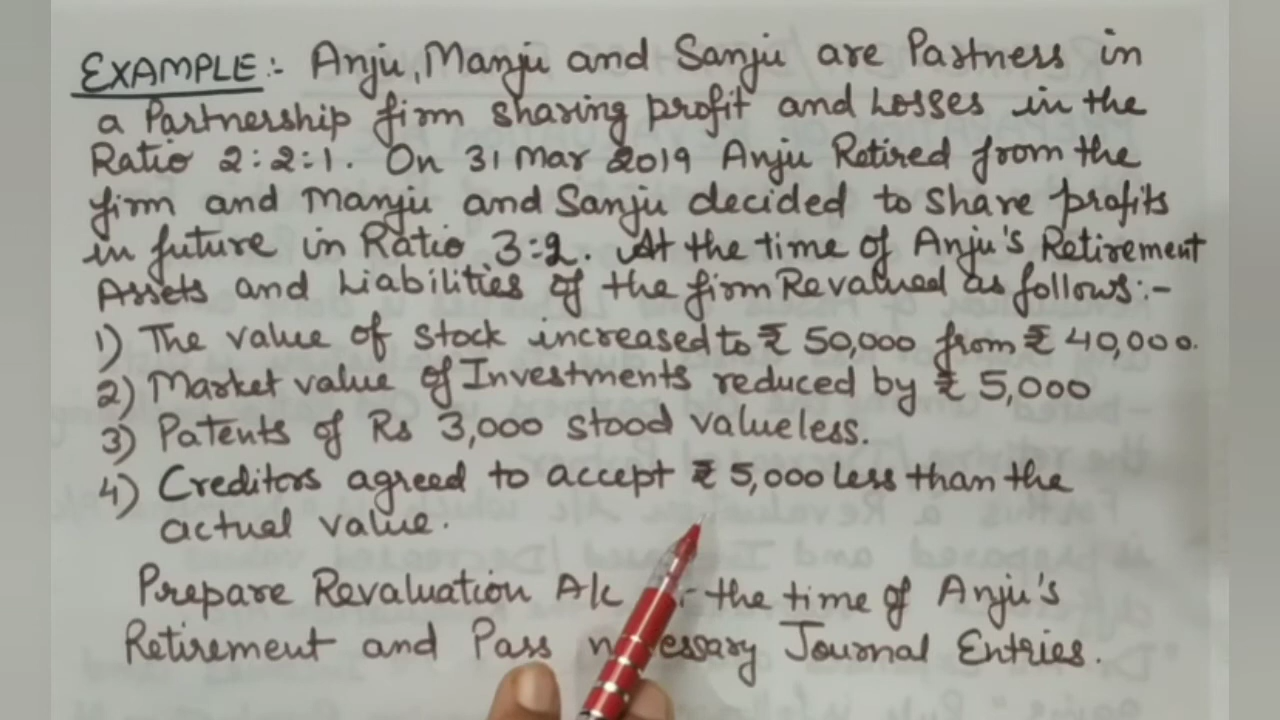 EXAMPLE:- Anju, Manju and Sanju are Partners in
a Partnership firm sharing profit and Losses in the
Ratio 2:2:1. On 31 Mar 2019 Anju Retired from the
firm and Manju and Sanju decided to share profits
in future in Ratio 3:2. At the time of Anju's Retirement
Assets and Liabilities of the firm Revalued as follows:-
1) The value of Stock increased to ₹ 50,000 from ₹ 40,000.
2) Market value of Investments reduced by ₹ 5,000
3) Patents of Rs 3,000 stood valueless.
4) Creditors agreed to accept ₹ 5,000 less than the
actual value.
Prepare Revaluation A/c the time of Anju's
Retirement and Pass Journal Entries.